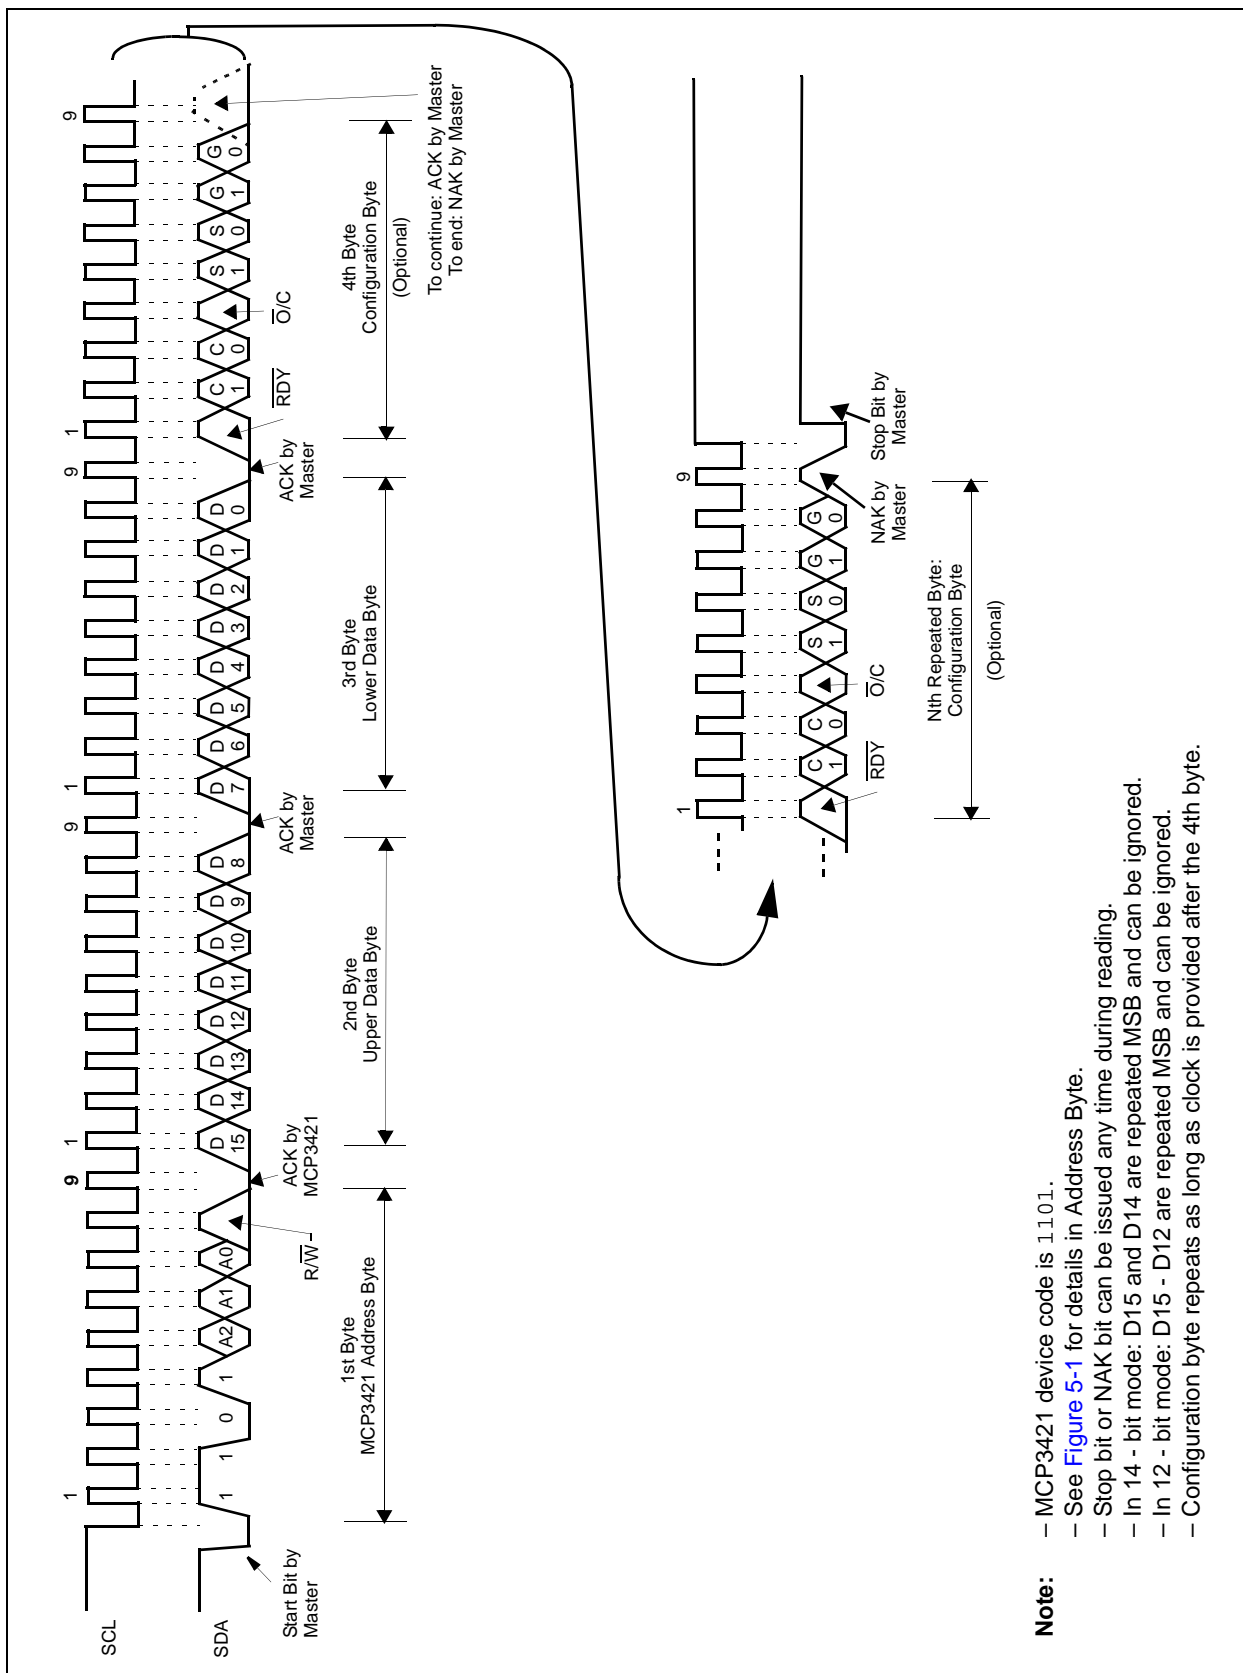 SCL
1
9
1
9
1
9
1
9
SDA
1
1
0
1
A2
A1
A0
D 15
D 14
D 13
D 12
D 11
D 10
D 9
D 8
D 7
D 6
D 5
D 4
D 3
D 2
D 1
D 0
C 1
C 0
S 1
S 0
G 1
G 0
Start Bit by
Master
R/W̅
ACK by
MCP3421
ACK by
Master
ACK by
Master
R̅D̅Y̅
O̅/C
1st Byte
MCP3421 Address Byte
2nd Byte
Upper Data Byte
3rd Byte
Lower Data Byte
4th Byte
Configuration Byte
(Optional)
To continue: ACK by Master
To end: NAK by Master
1
9
C 1
C 0
S 1
S 0
G 1
G 0
R̅D̅Y̅
O̅/C
NAK by
Master
Stop Bit by
Master
Nth Repeated Byte:
Configuration Byte
(Optional)
Note: – MCP3421 device code is 1101.
– See Figure 5-1 for details in Address Byte.
– Stop bit or NAK bit can be issued any time during reading.
– In 14 - bit mode: D15 and D14 are repeated MSB and can be ignored.
– In 12 - bit mode: D15 - D12 are repeated MSB and can be ignored.
– Configuration byte repeats as long as clock is provided after the 4th byte.